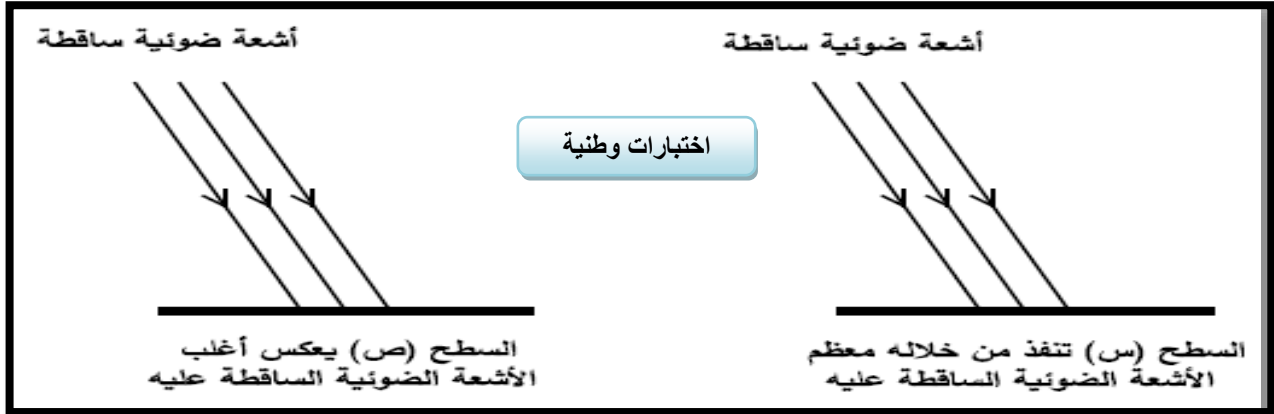 أشعة ضوئية ساقطة
أشعة ضوئية ساقطة
اختبارات وطنية
السطح (س) تنفذ من خلاله معظم
الأشعة الضوئية الساقطة عليه
السطح (ص) يعكس أغلب
الأشعة الضوئية الساقطة عليه